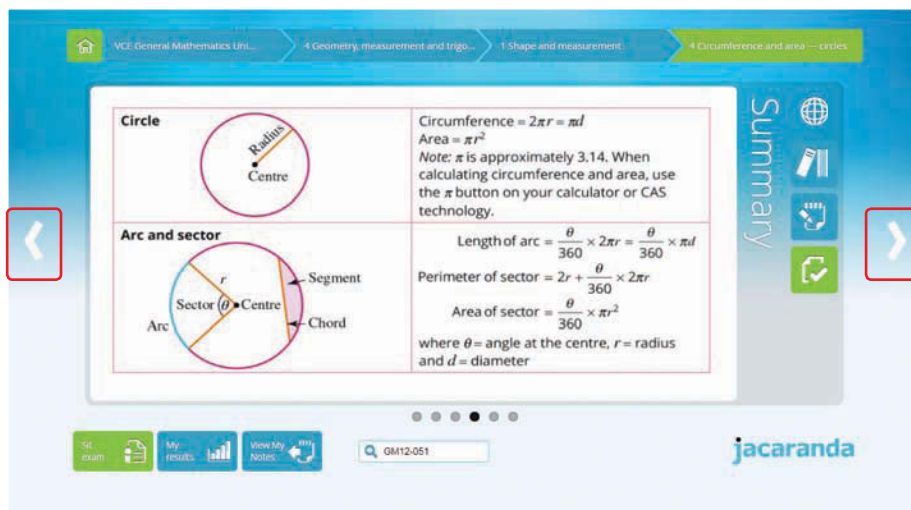 VCE General Mathematics Uni...
4 Geometry, measurement and trigo...
1 Shape and measurement
4 Circumference and area — circles
Circle
Radius
Centre
Circumference = 2πr = πd
Area = πr²
Note: π is approximately 3.14. When
calculating circumference and area, use
the π button on your calculator or CAS
technology.
Arc and sector
r
Sector
θ
Centre
Arc
Segment
Chord
Length of arc = θ/360 × 2πr = θ/360 × πd
Perimeter of sector = 2r + θ/360 × 2πr
Area of sector = θ/360 × πr²
where θ = angle at the centre, r = radius
and d = diameter
Summary
Sit
exam
My
results
View My
Notes
GM12-051
jacaranda